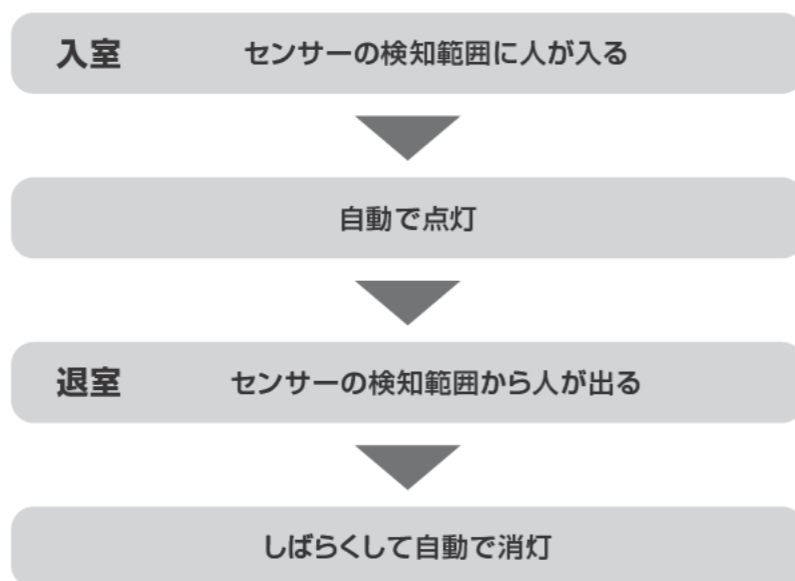 入室 センサーの検知範囲に人が入る
自動で点灯
退室 センサーの検知範囲から人が出る
しばらくして自動で消灯